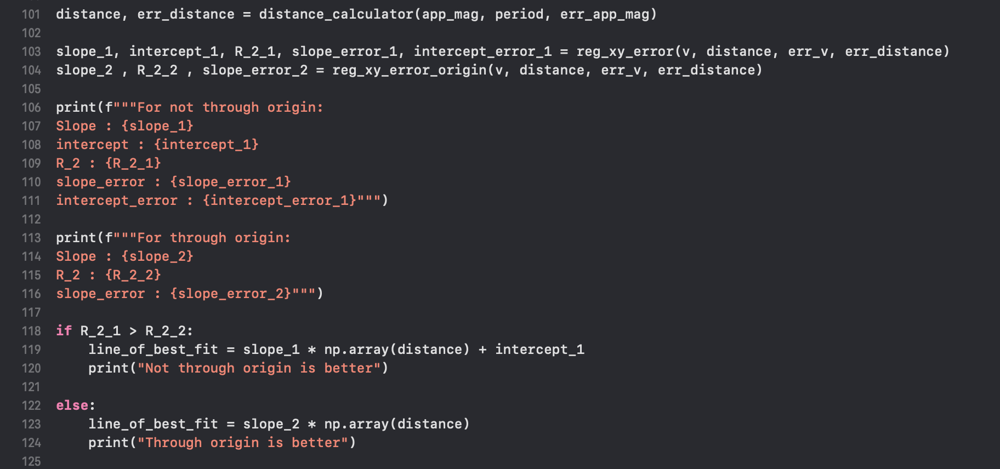 101 distance, err_distance = distance_calculator(app_mag, period, err_app_mag)
102
103 slope_1, intercept_1, R_2_1, slope_error_1, intercept_error_1 = reg_xy_error(v, distance, err_v, err_distance)
104 slope_2 , R_2_2 , slope_error_2 = reg_xy_error_origin(v, distance, err_v, err_distance)
105
106 print(f"""For not through origin:
107 Slope : {slope_1}
108 intercept : {intercept_1}
109 R_2 : {R_2_1}
110 slope_error : {slope_error_1}
111 intercept_error : {intercept_error_1}""")
112
113 print(f"""For through origin:
114 Slope : {slope_2}
115 R_2 : {R_2_2}
116 slope_error : {slope_error_2}""")
117
118 if R_2_1 > R_2_2:
119     line_of_best_fit = slope_1 * np.array(distance) + intercept_1
120     print("Not through origin is better")
121
122 else:
123     line_of_best_fit = slope_2 * np.array(distance)
124     print("Through origin is better")
125